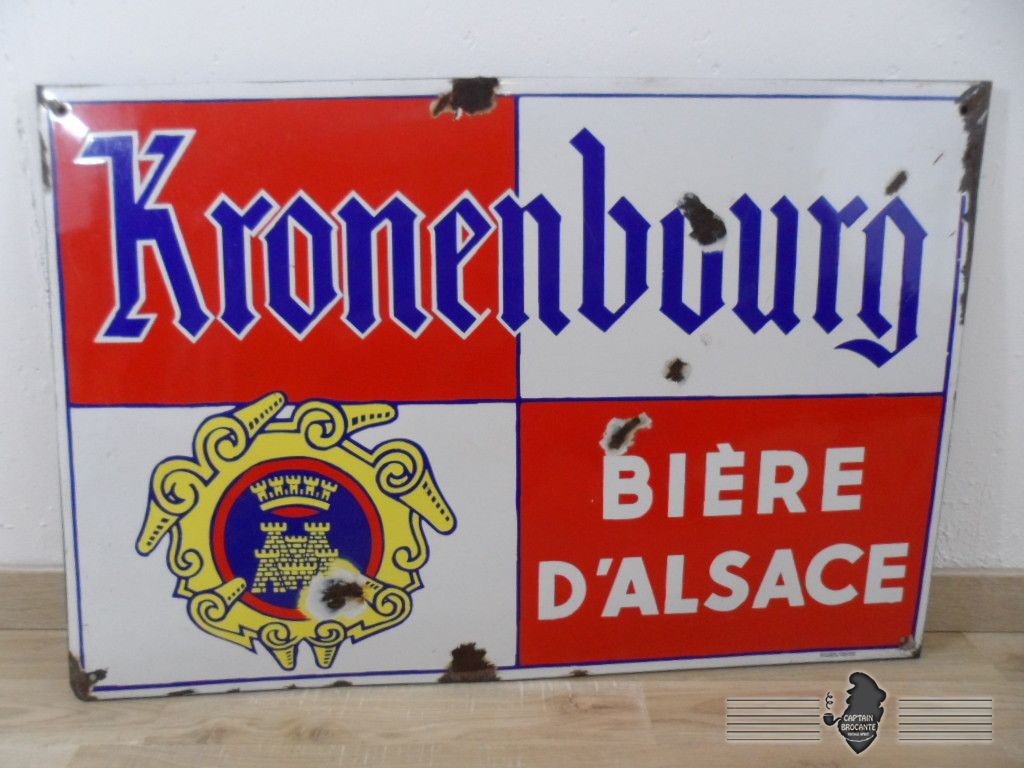 Kronenbourg
BIÈRE
D'ALSACE
CAPTAIN
BROCANTE